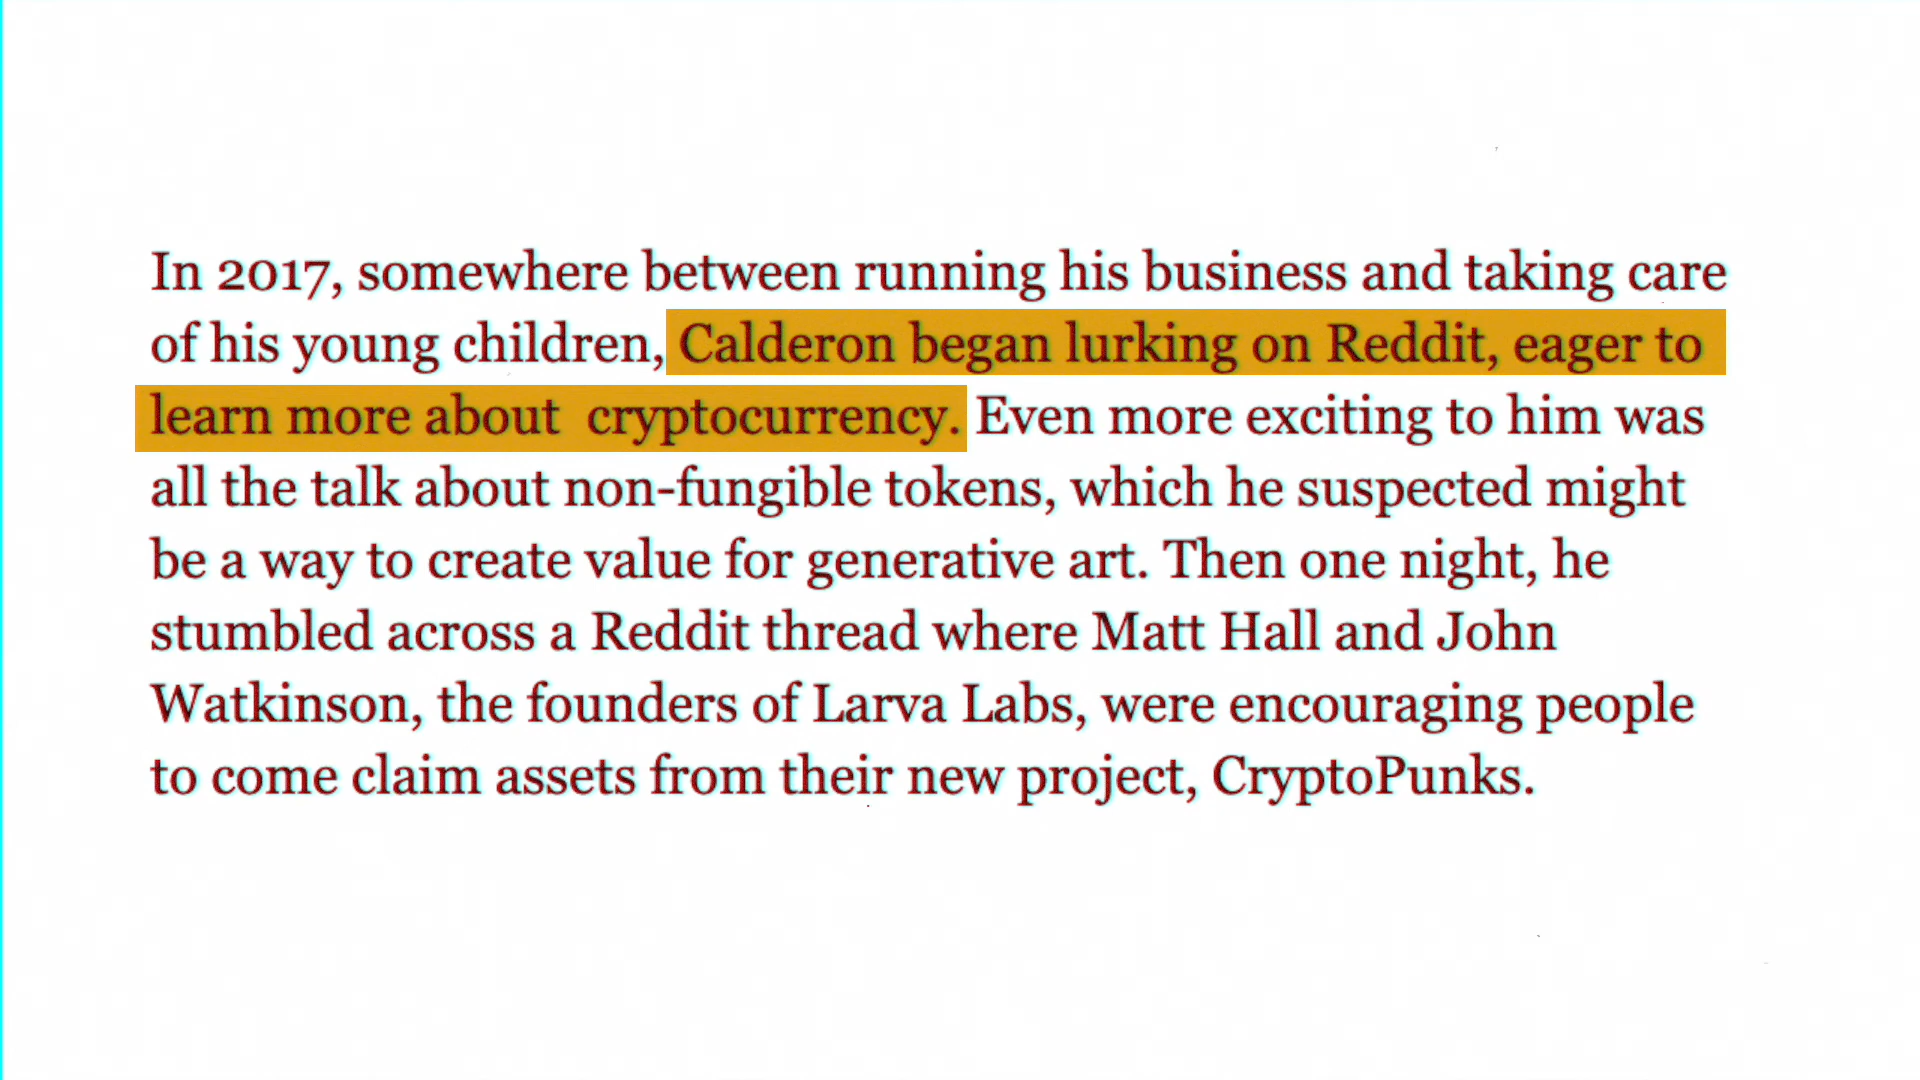 In 2017, somewhere between running his business and taking care
of his young children, Calderon began lurking on Reddit, eager to
learn more about cryptocurrency. Even more exciting to him was
all the talk about non-fungible tokens, which he suspected might
be a way to create value for generative art. Then one night, he
stumbled across a Reddit thread where Matt Hall and John
Watkinson, the founders of Larva Labs, were encouraging people
to come claim assets from their new project, CryptoPunks.